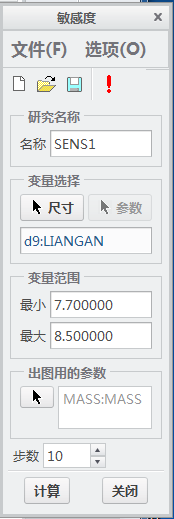 敏感度
文件(F) 选项(O)
研究名称
名称 SENS1
变量选择
尺寸 参数
d9:LIANGAN
变量范围
最小 7.700000
最大 8.500000
出图用的参数
MASS:MASS
步数 10
计算 关闭